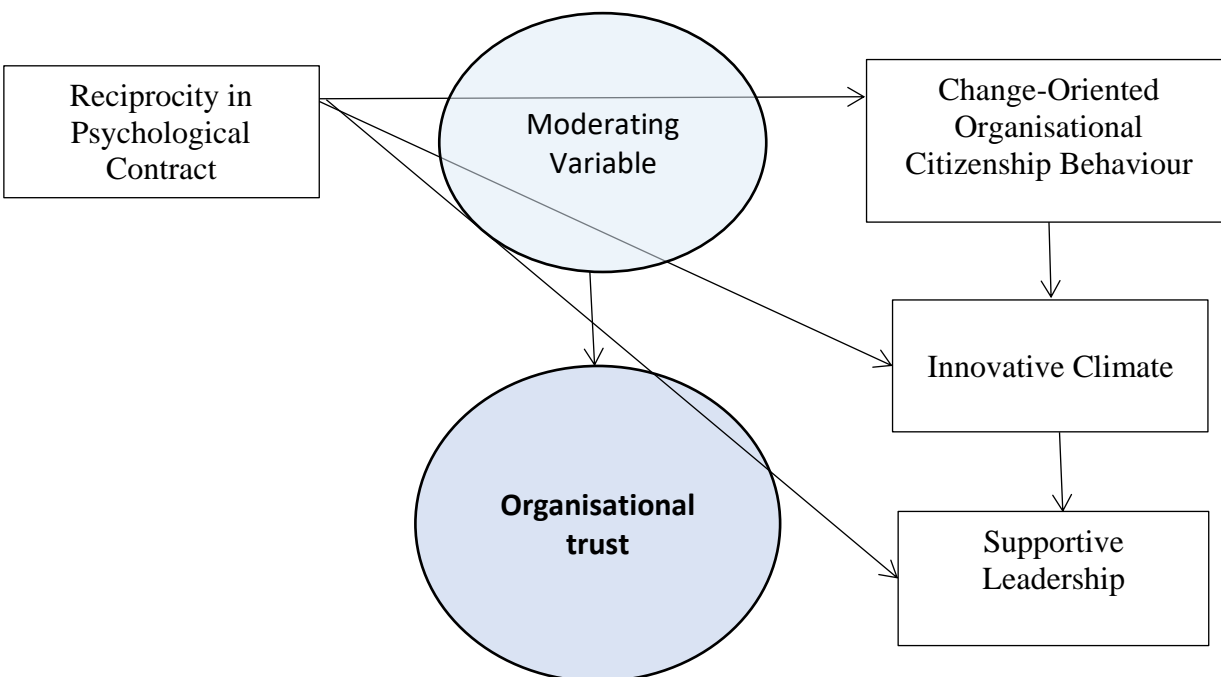 Reciprocity in
Psychological
Contract
Moderating
Variable
Change-Oriented
Organisational
Citizenship Behaviour
Innovative Climate
Organisational
trust
Supportive
Leadership